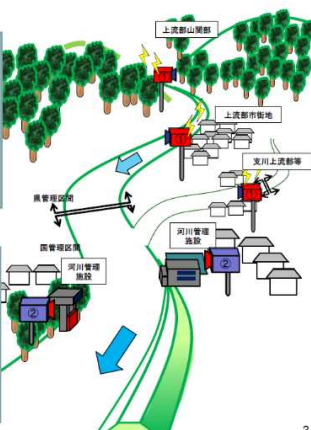 上流部山間部
上流部市街地
支川上流部等
県管理区間
国管理区間
河川管理
施設
河川管理
施設
②
②